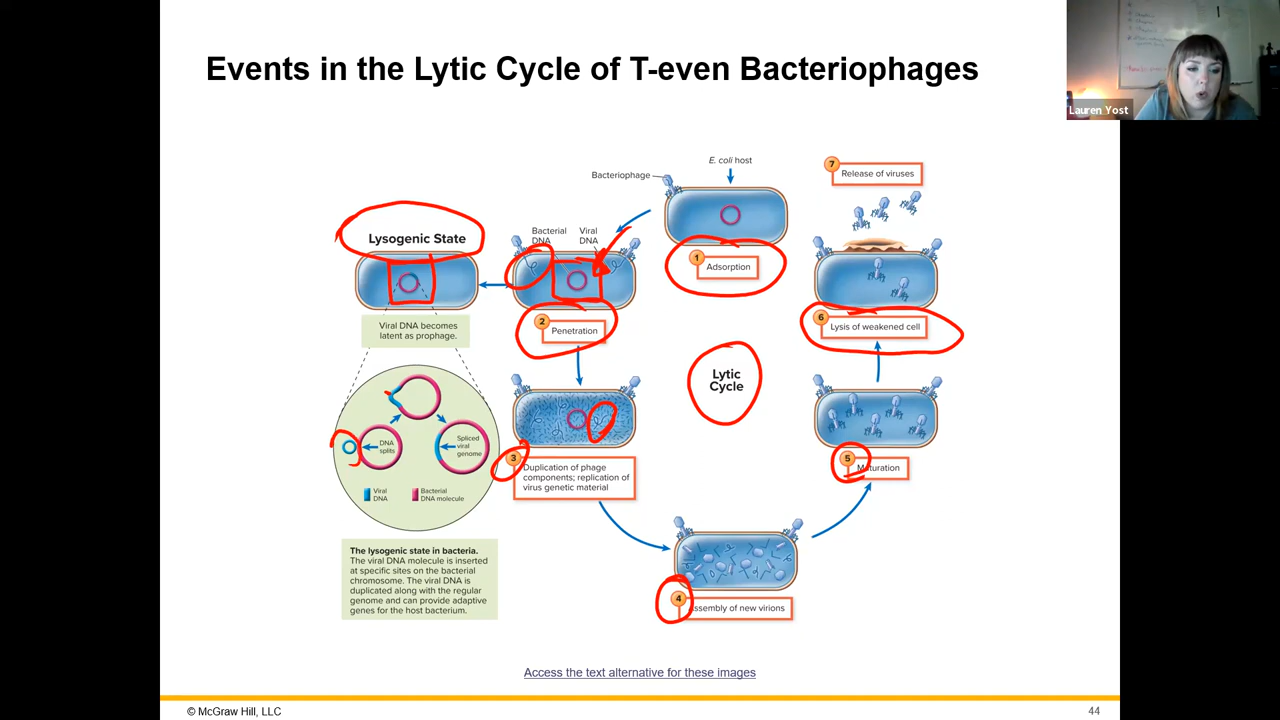 Events in the Lytic Cycle of T-even Bacteriophages
Lauren Yost
E. coli host
Bacteriophage
7
Release of viruses
Bacterial
DNA
Viral
DNA
Lysogenic State
1
Adsorption
2
Penetration
6
Lysis of weakened cell
Viral DNA becomes
latent as prophage.
Lytic
Cycle
DNA
splits
Spliced
viral
genome
Viral
DNA
Bacterial
DNA molecule
3
Duplication of phage
components; replication of
virus genetic material
5
Maturation
The lysogenic state in bacteria.
The viral DNA molecule is inserted
at specific sites on the bacterial
chromosome. The viral DNA is
duplicated along with the regular
genome and can provide adaptive
genes for the host bacterium.
4
Assembly of new virions
Access the text alternative for these images
© McGraw Hill, LLC
44